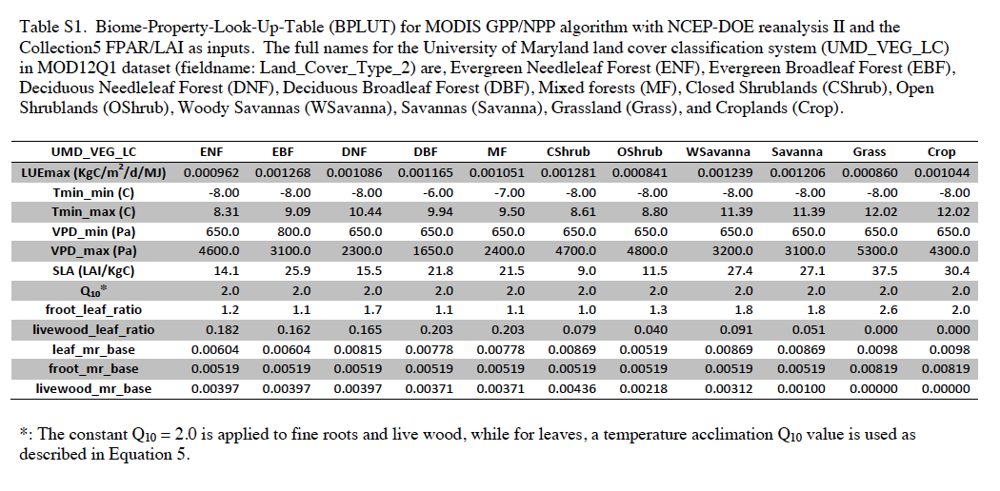 Table S1. Biome-Property-Look-Up-Table (BPLUT) for MODIS GPP/NPP algorithm with NCEP-DOE reanalysis II and the
Collection5 FPAR/LAI as inputs. The full names for the University of Maryland land cover classification system (UMD_VEG_LC)
in MOD12Q1 dataset (fieldname: Land_Cover_Type_2) are, Evergreen Needleleaf Forest (ENF), Evergreen Broadleaf Forest (EBF),
Deciduous Needleleaf Forest (DNF), Deciduous Broadleaf Forest (DBF), Mixed forests (MF), Closed Shrublands (CShrub), Open
Shrublands (OShrub), Woody Savannas (WSavanna), Savannas (Savanna), Grassland (Grass), and Croplands (Crop).
UMD_VEG_LC ENF EBF DNF DBF MF CShrub OShrub WSavanna Savanna Grass Crop
LUEmax (KgC/m²/d/MJ) 0.000962 0.001268 0.001086 0.001165 0.001051 0.001281 0.000841 0.001239 0.001206 0.000860 0.001044
Tmin_min (C) -8.00 -8.00 -8.00 -6.00 -7.00 -8.00 -8.00 -8.00 -8.00 -8.00 -8.00
Tmin_max (C) 8.31 9.09 10.44 9.94 9.50 8.61 8.80 11.39 11.39 12.02 12.02
VPD_min (Pa) 650.0 800.0 650.0 650.0 650.0 650.0 650.0 650.0 650.0 650.0 650.0
VPD_max (Pa) 4600.0 3100.0 2300.0 1650.0 2400.0 4700.0 4800.0 3200.0 3100.0 5300.0 4300.0
SLA (LAI/KgC) 14.1 25.9 15.5 21.8 21.5 9.0 11.5 27.4 27.1 37.5 30.4
Q₁₀* 2.0 2.0 2.0 2.0 2.0 2.0 2.0 2.0 2.0 2.0 2.0
froot_leaf_ratio 1.2 1.1 1.7 1.1 1.1 1.0 1.3 1.8 1.8 2.6 2.0
livewood_leaf_ratio 0.182 0.162 0.165 0.203 0.203 0.079 0.040 0.091 0.051 0.000 0.000
leaf_mr_base 0.00604 0.00604 0.00815 0.00778 0.00778 0.00869 0.00519 0.00869 0.00869 0.0098 0.0098
froot_mr_base 0.00519 0.00519 0.00519 0.00519 0.00519 0.00519 0.00519 0.00519 0.00519 0.00819 0.00819
livewood_mr_base 0.00397 0.00397 0.00397 0.00371 0.00371 0.00436 0.00218 0.00312 0.00100 0.00000 0.00000
*: The constant Q₁₀ = 2.0 is applied to fine roots and live wood, while for leaves, a temperature acclimation Q₁₀ value is used as
described in Equation 5.